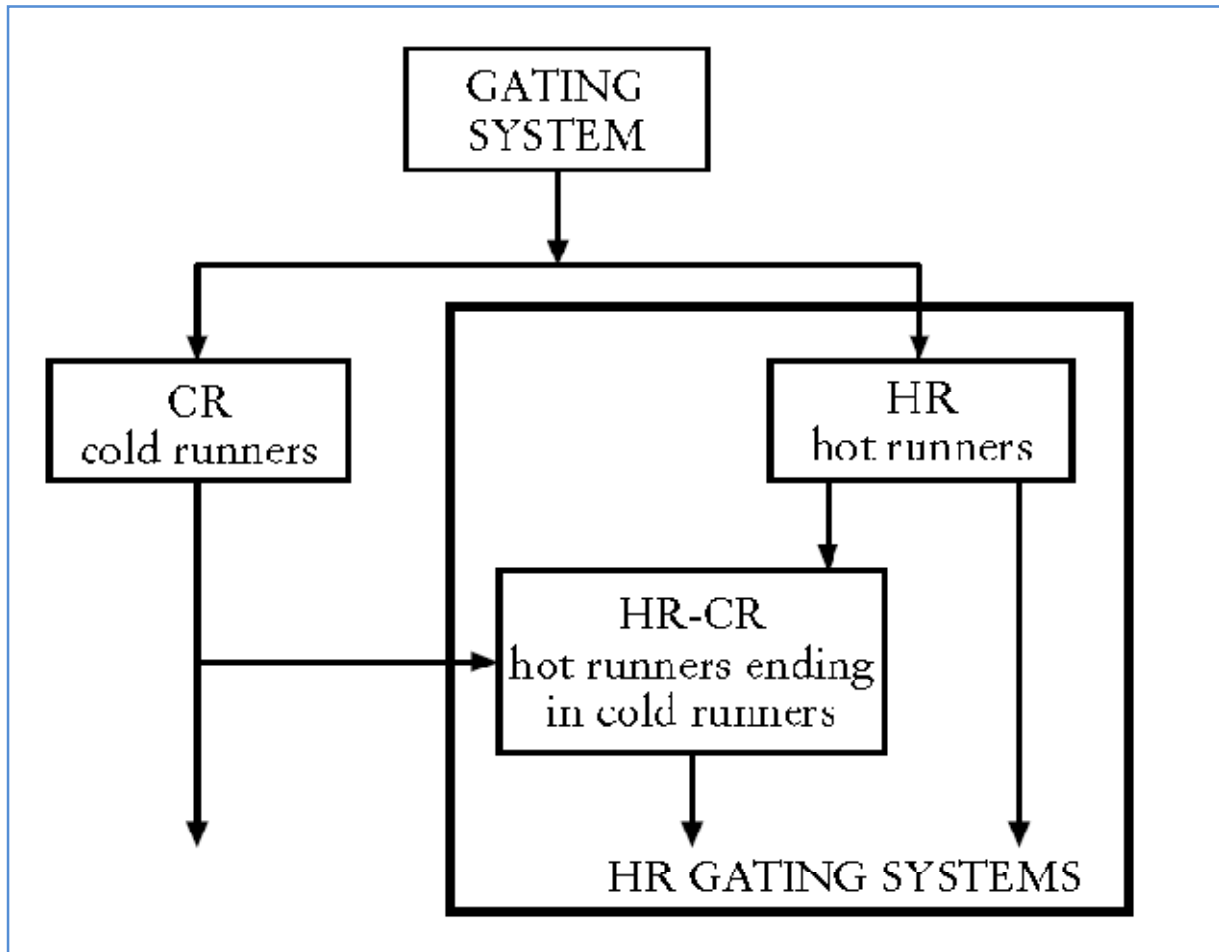 GATING
SYSTEM
CR
cold runners
HR
hot runners
HR-CR
hot runners ending
in cold runners
HR GATING SYSTEMS